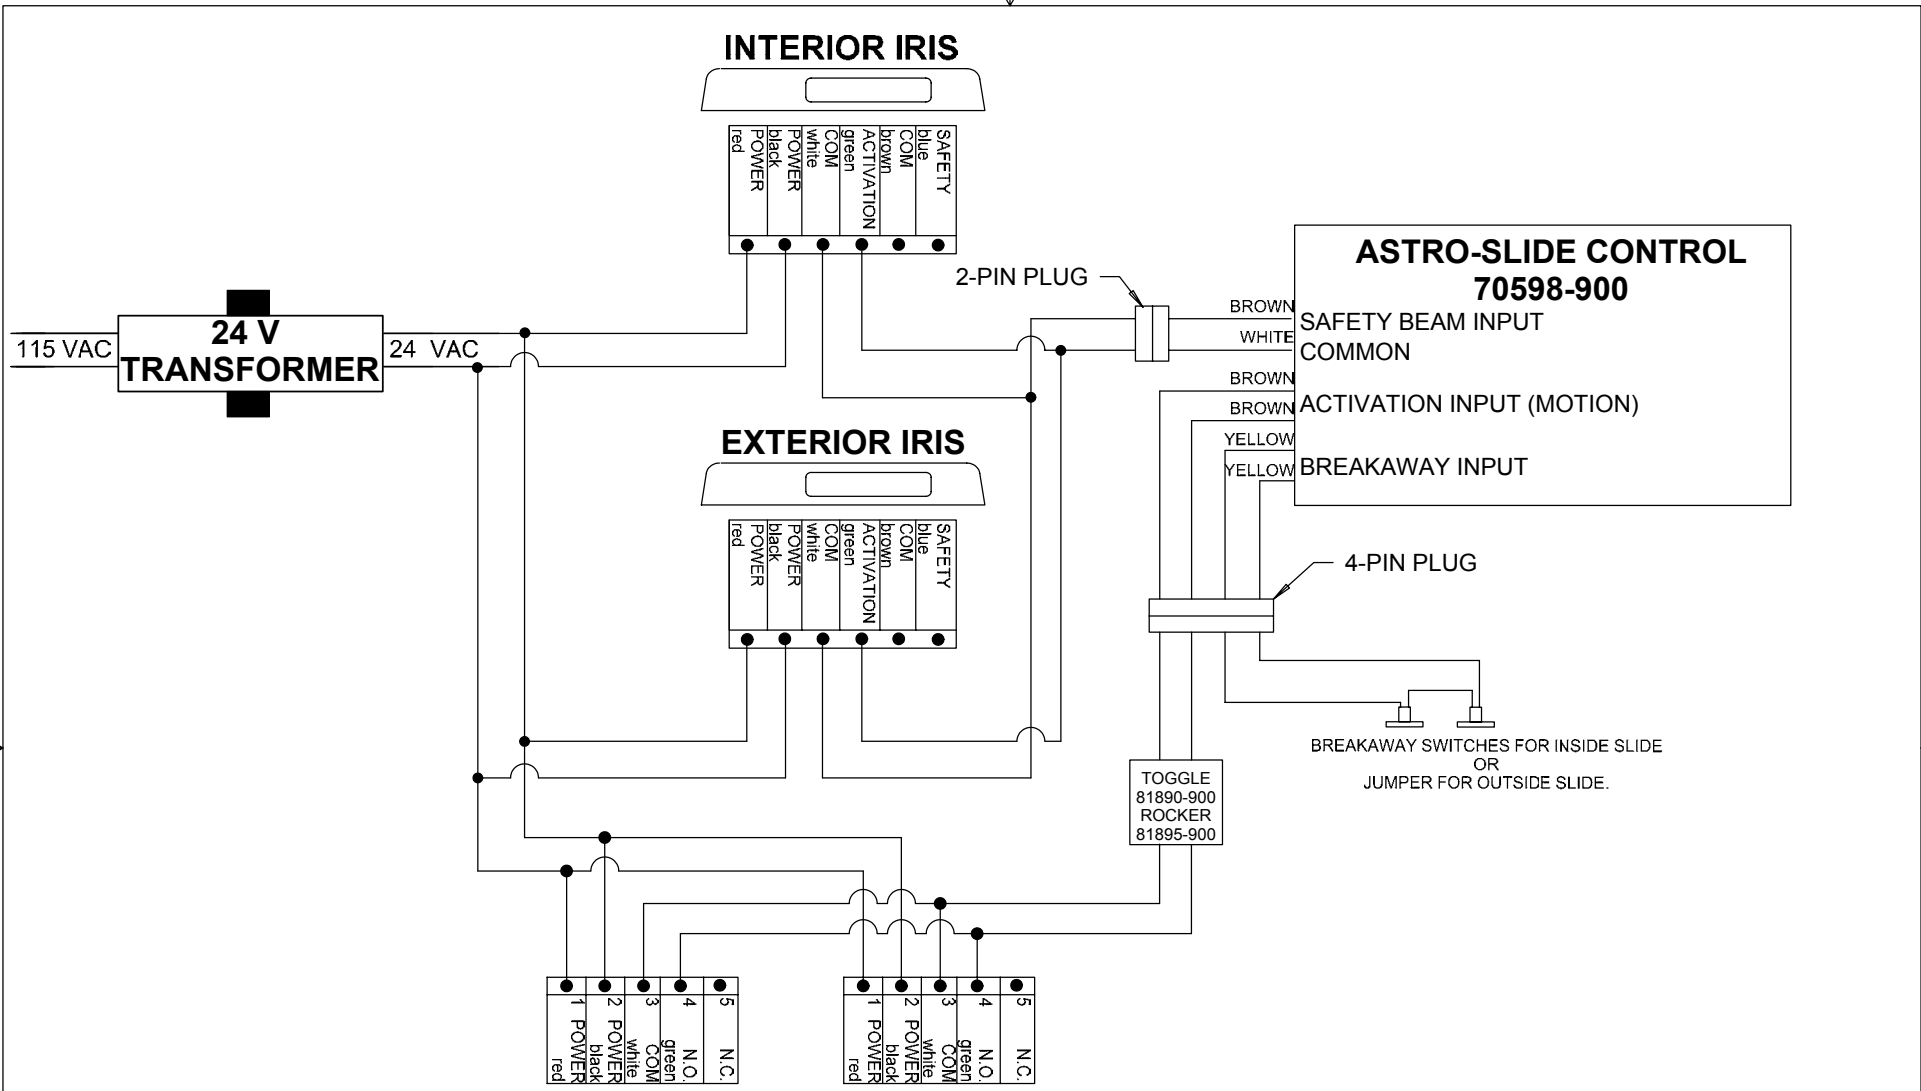 INTERIOR IRIS
red
POWER
black
POWER
white
COM
green
ACTIVATION
brown
COM
blue
SAFETY
2-PIN PLUG
ASTRO-SLIDE CONTROL
70598-900
BROWN
SAFETY BEAM INPUT
WHITE
COMMON
BROWN
BROWN
ACTIVATION INPUT (MOTION)
YELLOW
YELLOW
BREAKAWAY INPUT
115 VAC
24 V
TRANSFORMER
24 VAC
EXTERIOR IRIS
red
POWER
black
POWER
white
COM
green
ACTIVATION
brown
COM
blue
SAFETY
4-PIN PLUG
BREAKAWAY SWITCHES FOR INSIDE SLIDE
OR
JUMPER FOR OUTSIDE SLIDE.
TOGGLE
81890-900
ROCKER
81895-900
1 POWER
red
2 POWER
black
3 COM
white
4 N.O.
green
5 N.C.
1 POWER
red
2 POWER
black
3 COM
white
4 N.O.
green
5 N.C.